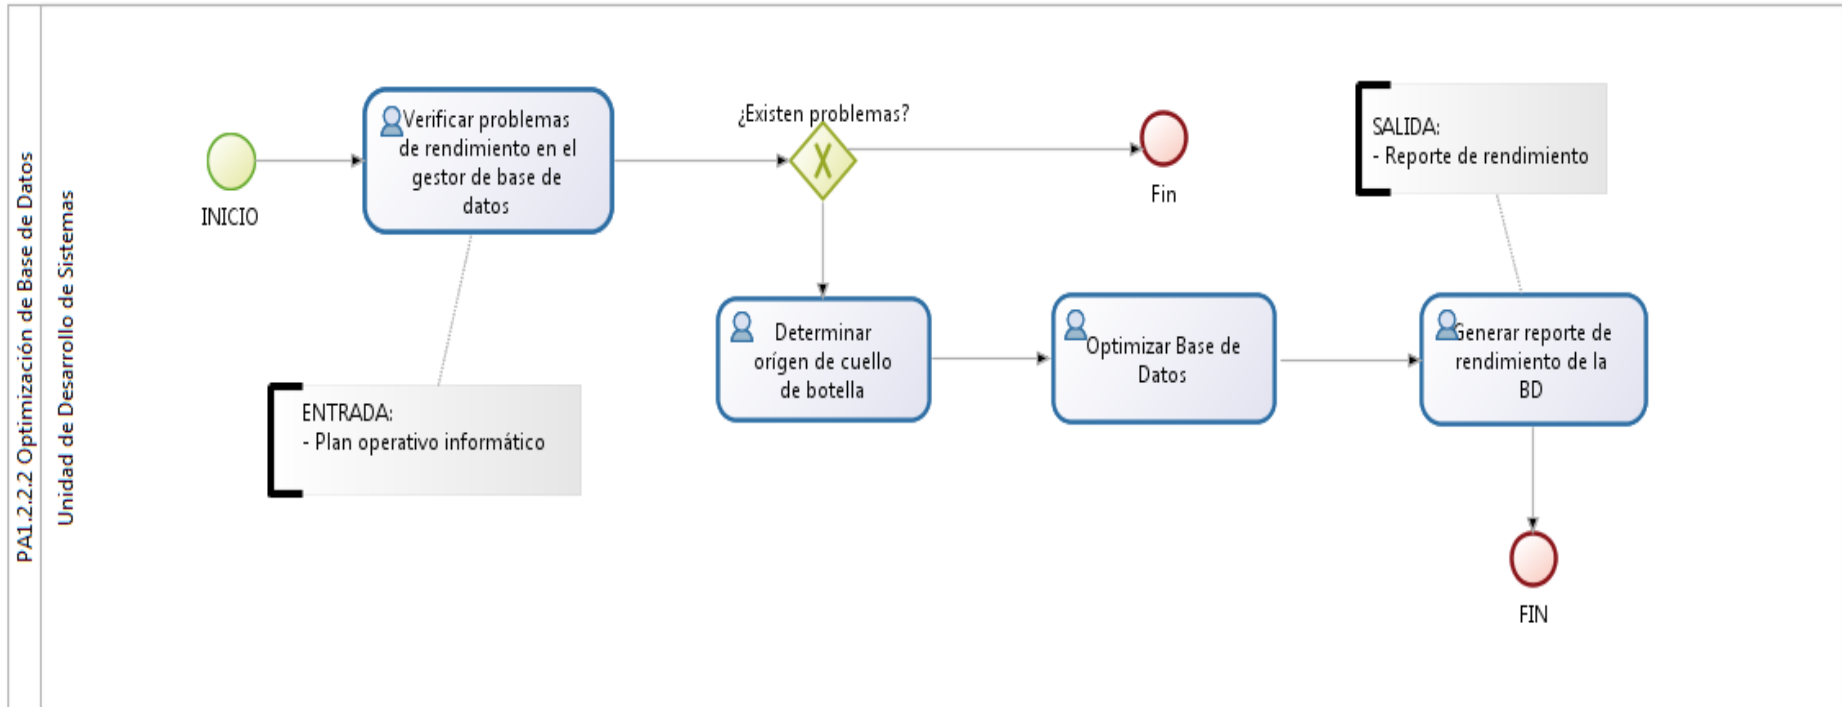 PA1.2.2.2 Optimización de Base de Datos
Unidad de Desarrollo de Sistemas
INICIO
Verificar problemas
de rendimiento en el
gestor de base de
datos
ENTRADA:
- Plan operativo informático
¿Existen problemas?
Fin
Determinar
orígen de cuello
de botella
Optimizar Base de
Datos
SALIDA:
- Reporte de rendimiento
Generar reporte de
rendimiento de la
BD
FIN